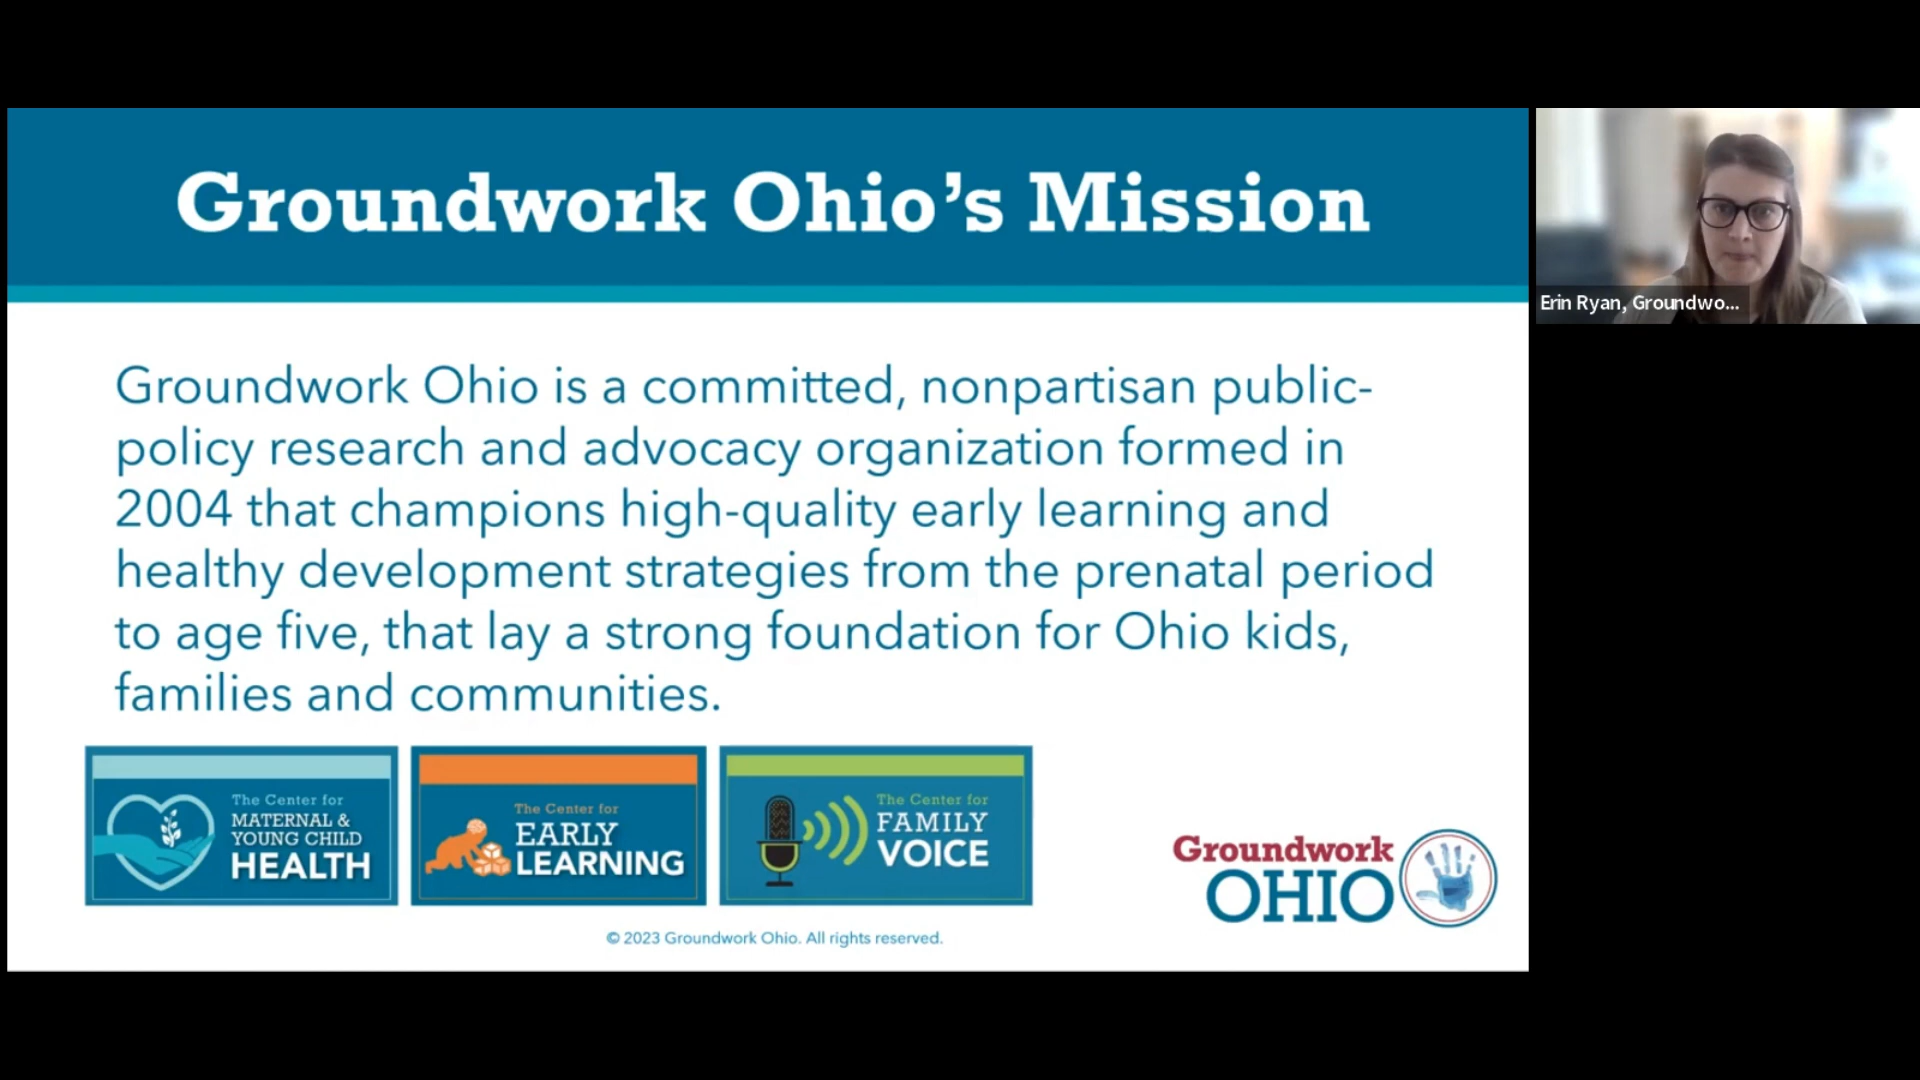 Groundwork Ohio's Mission
Erin Ryan, Groundwo...
Groundwork Ohio is a committed, nonpartisan public-
policy research and advocacy organization formed in
2004 that champions high-quality early learning and
healthy development strategies from the prenatal period
to age five, that lay a strong foundation for Ohio kids,
families and communities.
The Center for
MATERNAL &
YOUNG CHILD
HEALTH
The Center for
EARLY
LEARNING
The Center for
FAMILY
VOICE
Groundwork
OHIO
© 2023 Groundwork Ohio. All rights reserved.